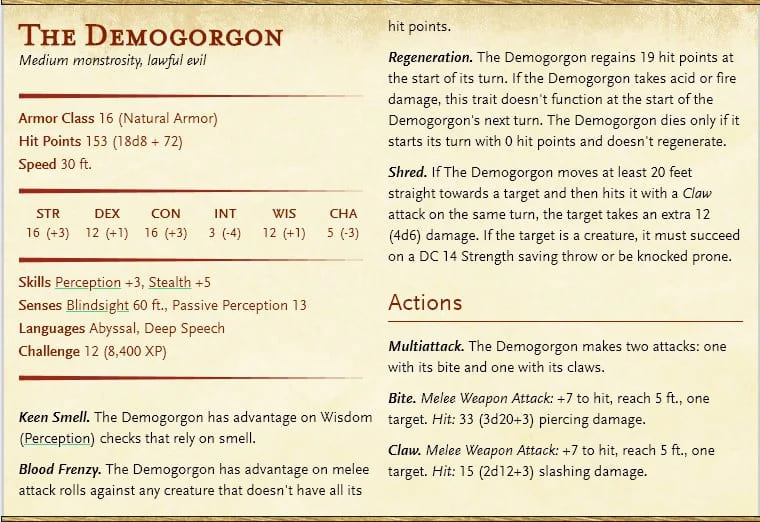 The Demogorgon
Medium monstrosity, lawful evil
Armor Class 16 (Natural Armor)
Hit Points 153 (18d8 + 72)
Speed 30 ft.
STR DEX CON INT WIS CHA
16 (+3) 12 (+1) 16 (+3) 3 (-4) 12 (+1) 5 (-3)
Skills Perception +3, Stealth +5
Senses Blindsight 60 ft., Passive Perception 13
Languages Abyssal, Deep Speech
Challenge 12 (8,400 XP)
Keen Smell. The Demogorgon has advantage on Wisdom
(Perception) checks that rely on smell.
Blood Frenzy. The Demogorgon has advantage on melee
attack rolls against any creature that doesn't have all its
hit points.
Regeneration. The Demogorgon regains 19 hit points at
the start of its turn. If the Demogorgon takes acid or fire
damage, this trait doesn't function at the start of the
Demogorgon's next turn. The Demogorgon dies only if it
starts its turn with 0 hit points and doesn't regenerate.
Shred. If The Demogorgon moves at least 20 feet
straight towards a target and then hits it with a Claw
attack on the same turn, the target takes an extra 12
(4d6) damage. If the target is a creature, it must succeed
on a DC 14 Strength saving throw or be knocked prone.
Actions
Multiattack. The Demogorgon makes two attacks: one
with its bite and one with its claws.
Bite. Melee Weapon Attack: +7 to hit, reach 5 ft., one
target. Hit: 33 (3d20+3) piercing damage.
Claw. Melee Weapon Attack: +7 to hit, reach 5 ft., one
target. Hit: 15 (2d12+3) slashing damage.